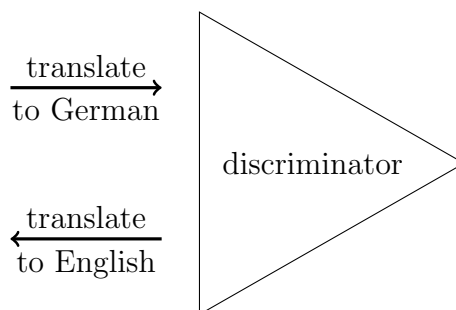 translate
to German
discriminator
translate
to English